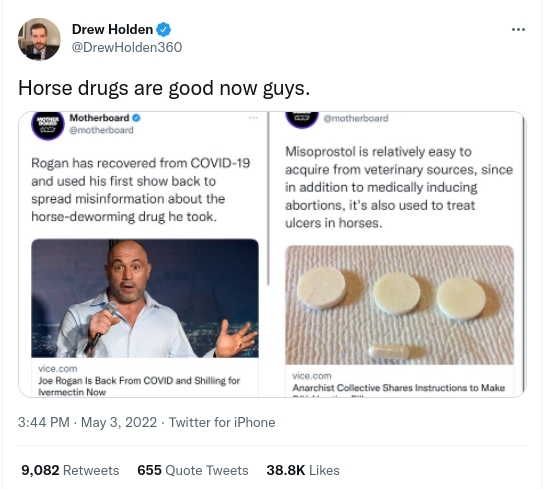 Drew Holden
@DrewHolden360
Horse drugs are good now guys.
Motherboard
@motherboard
Rogan has recovered from COVID-19
and used his first show back to
spread misinformation about the
horse-deworming drug he took.
vice.com
Joe Rogan Is Back From COVID and Shilling for
Ivermectin Now
@motherboard
Misoprostol is relatively easy to
acquire from veterinary sources, since
in addition to medically inducing
abortions, it's also used to treat
ulcers in horses.
vice.com
Anarchist Collective Shares Instructions to Make
3:44 PM · May 3, 2022 · Twitter for iPhone
9,082 Retweets 655 Quote Tweets 38.8K Likes